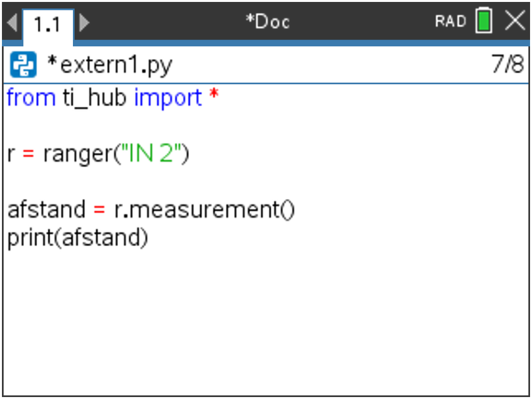 1.1 *Doc RAD
*extern1.py 7/8
from ti_hub import *
r = ranger("IN 2")
afstand = r.measurement()
print(afstand)